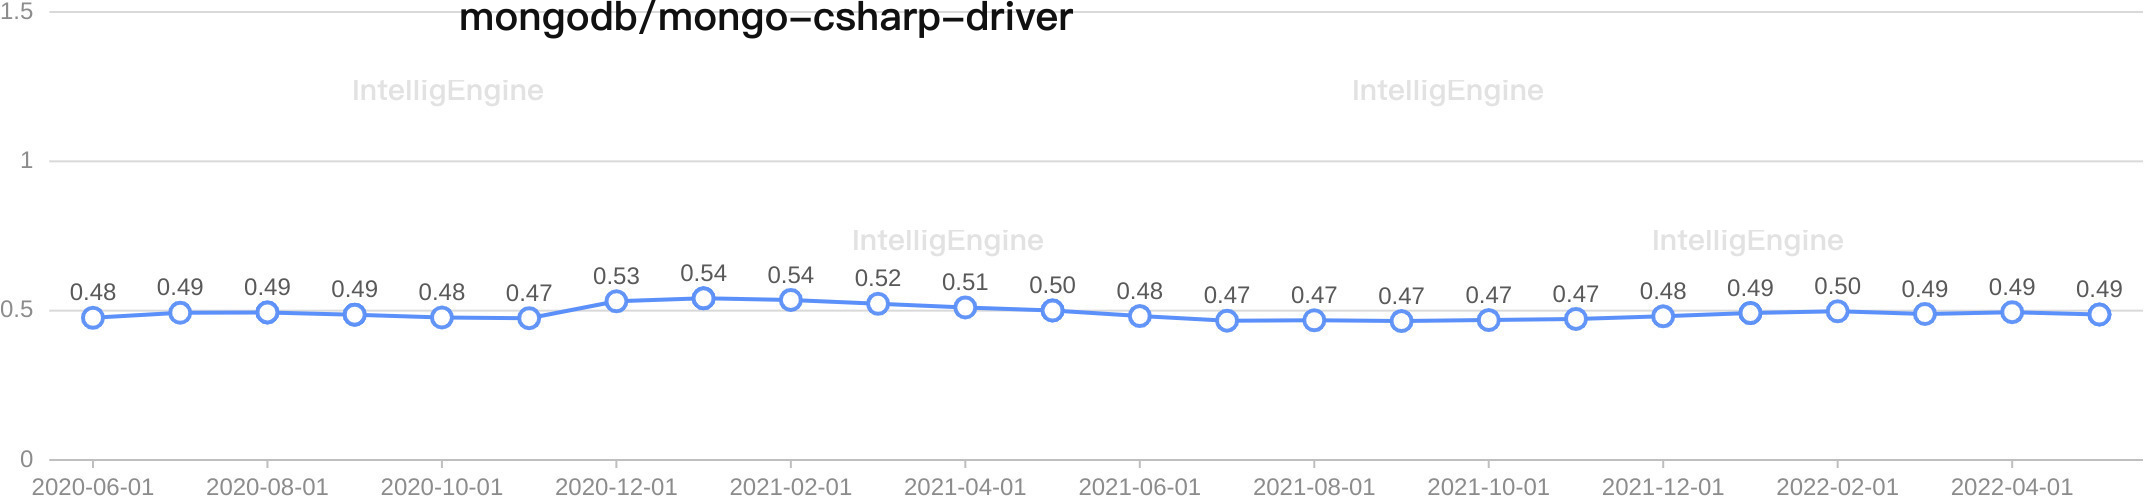 mongodb/mongo-csharp-driver
1.5
IntelligEngine IntelligEngine
1
IntelligEngine IntelligEngine
0.48 0.49 0.49 0.49 0.48 0.47 0.53 0.54 0.54 0.52 0.51 0.50 0.48 0.47 0.47 0.47 0.47 0.47 0.48 0.49 0.50 0.49 0.49 0.49
0.5
0
2020-06-01 2020-08-01 2020-10-01 2020-12-01 2021-02-01 2021-04-01 2021-06-01 2021-08-01 2021-10-01 2021-12-01 2022-02-01 2022-04-01